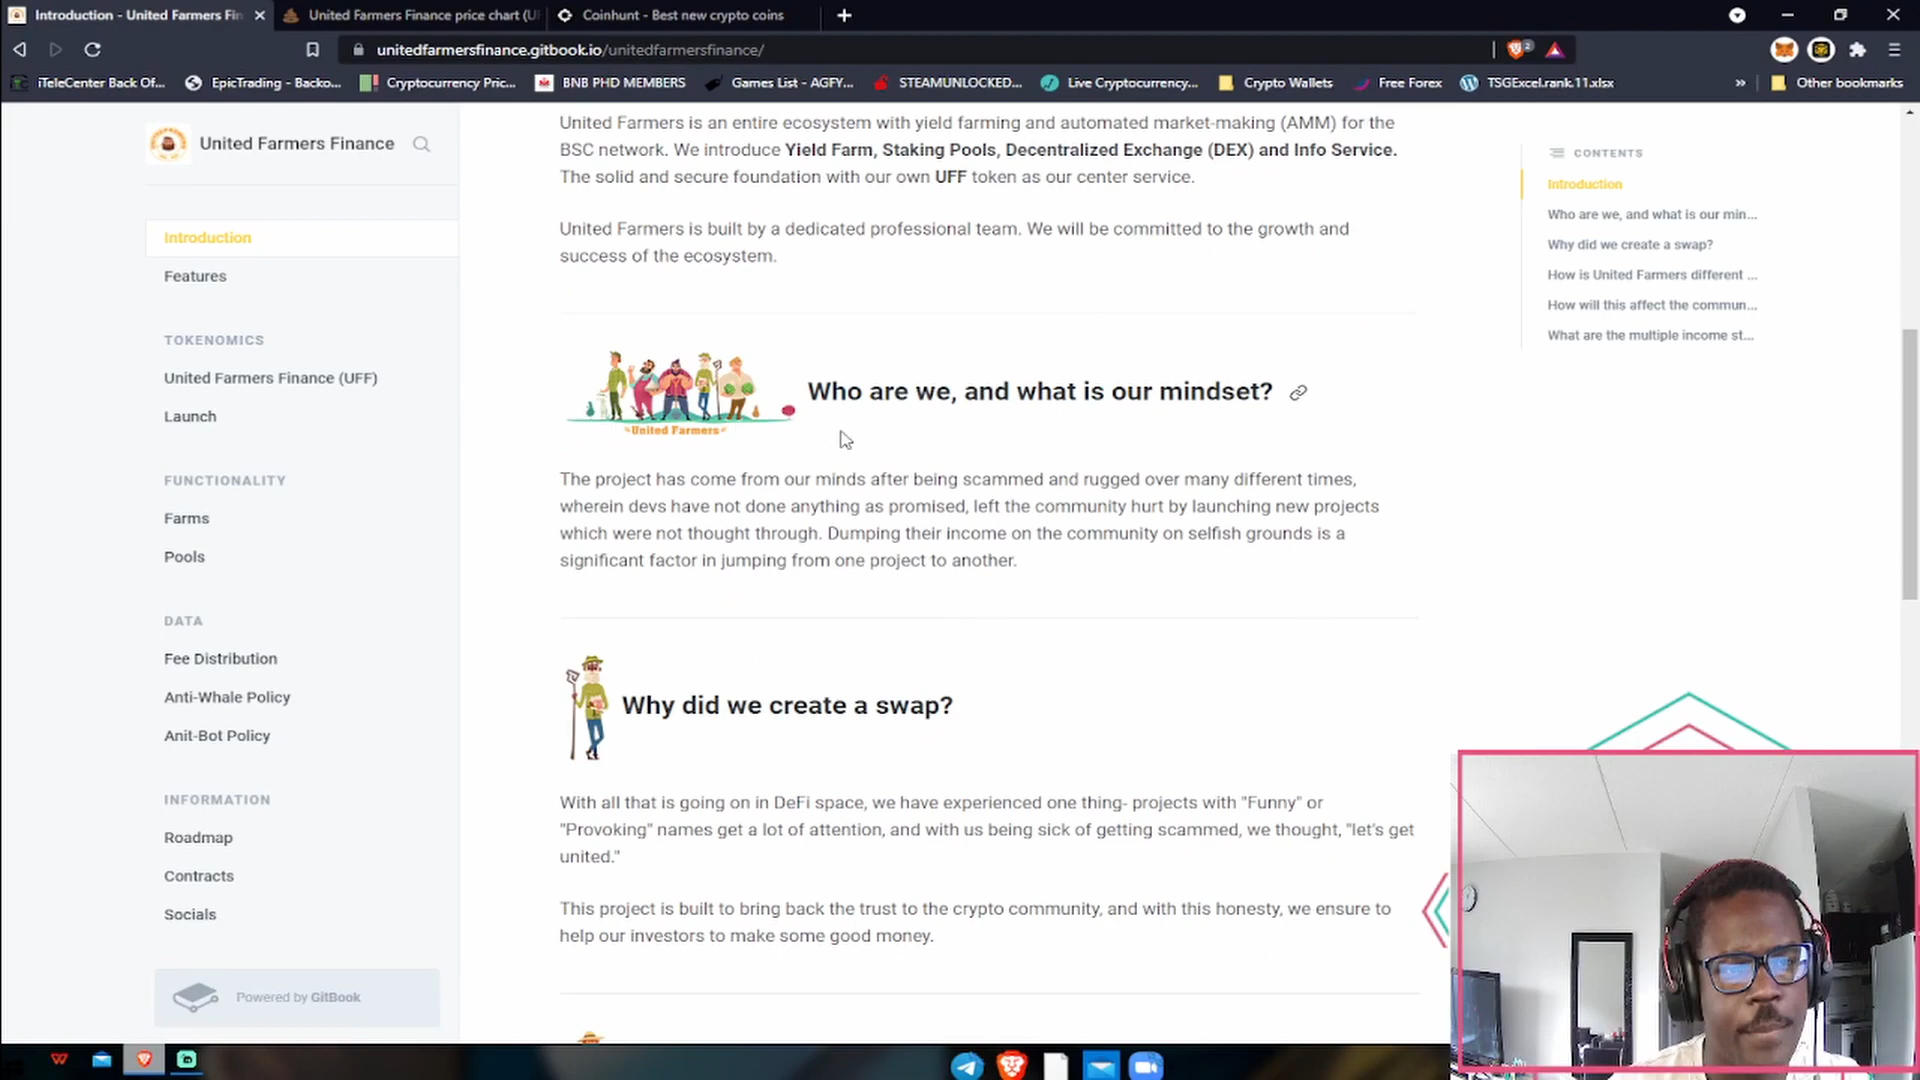 Introduction - United Farmers Fin
United Farmers Finance price chart (U
Coinhunt - Best new crypto coins
unitedfarmersfinance.gitbook.io/unitedfarmersfinance/
2
iTeleCenter Back Of...
EpicTrading - Backo...
Cryptocurrency Pric...
BNB PHD MEMBERS
Games List - AGFY...
STEAMUNLOCKED...
Live Cryptocurrency...
Crypto Wallets
Free Forex
TSGExcel.rank.11.xlsx
»
Other bookmarks
United Farmers Finance
Introduction
Features
TOKENOMICS
United Farmers Finance (UFF)
Launch
FUNCTIONALITY
Farms
Pools
DATA
Fee Distribution
Anti-Whale Policy
Anit-Bot Policy
INFORMATION
Roadmap
Contracts
Socials
Powered by GitBook
United Farmers is an entire ecosystem with yield farming and automated market-making (AMM) for the
BSC network. We introduce Yield Farm, Staking Pools, Decentralized Exchange (DEX) and Info Service.
The solid and secure foundation with our own UFF token as our center service.
United Farmers is built by a dedicated professional team. We will be committed to the growth and
success of the ecosystem.
United Farmers
Who are we, and what is our mindset?
The project has come from our minds after being scammed and rugged over many different times,
wherein devs have not done anything as promised, left the community hurt by launching new projects
which were not thought through. Dumping their income on the community on selfish grounds is a
significant factor in jumping from one project to another.
Why did we create a swap?
With all that is going on in DeFi space, we have experienced one thing- projects with "Funny" or
"Provoking" names get a lot of attention, and with us being sick of getting scammed, we thought, "let's get
united."
This project is built to bring back the trust to the crypto community, and with this honesty, we ensure to
help our investors to make some good money.
CONTENTS
Introduction
Who are we, and what is our min...
Why did we create a swap?
How is United Farmers different ...
How will this affect the commun...
What are the multiple income st...